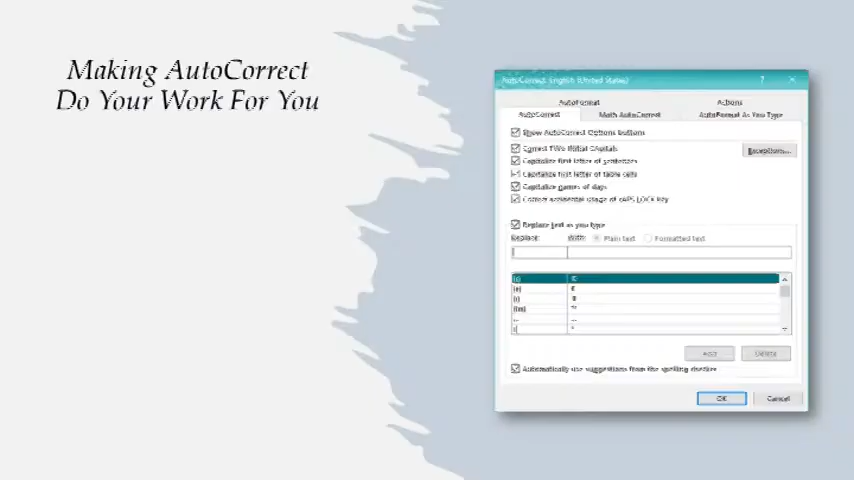 Making AutoCorrect
Do Your Work For You
AutoCorrect: English (United States)
?
AutoFormat
Actions
AutoCorrect
Math AutoCorrect
AutoFormat As You Type
Show AutoCorrect Options buttons
Correct TWo INitial CApitals
Exceptions...
Capitalize first letter of sentences
Capitalize first letter of table cells
Capitalize names of days
Correct accidental usage of cAPS LOCK key
Replace text as you type
Replace: With: Plain text Formatted text
(c) ©
(e) €
(r) ®
(tm) ™
... …
Add Delete
Automatically use suggestions from the spelling checker
OK Cancel